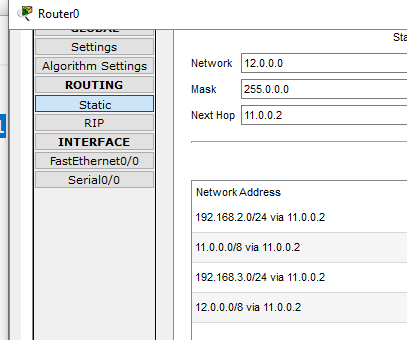 Router0
GLOBAL
Settings
Algorithm Settings
ROUTING
Static
RIP
INTERFACE
FastEthernet0/0
Serial0/0
Sta
Network 12.0.0.0
Mask 255.0.0.0
Next Hop 11.0.0.2
Network Address
192.168.2.0/24 via 11.0.0.2
11.0.0.0/8 via 11.0.0.2
192.168.3.0/24 via 11.0.0.2
12.0.0.0/8 via 11.0.0.2